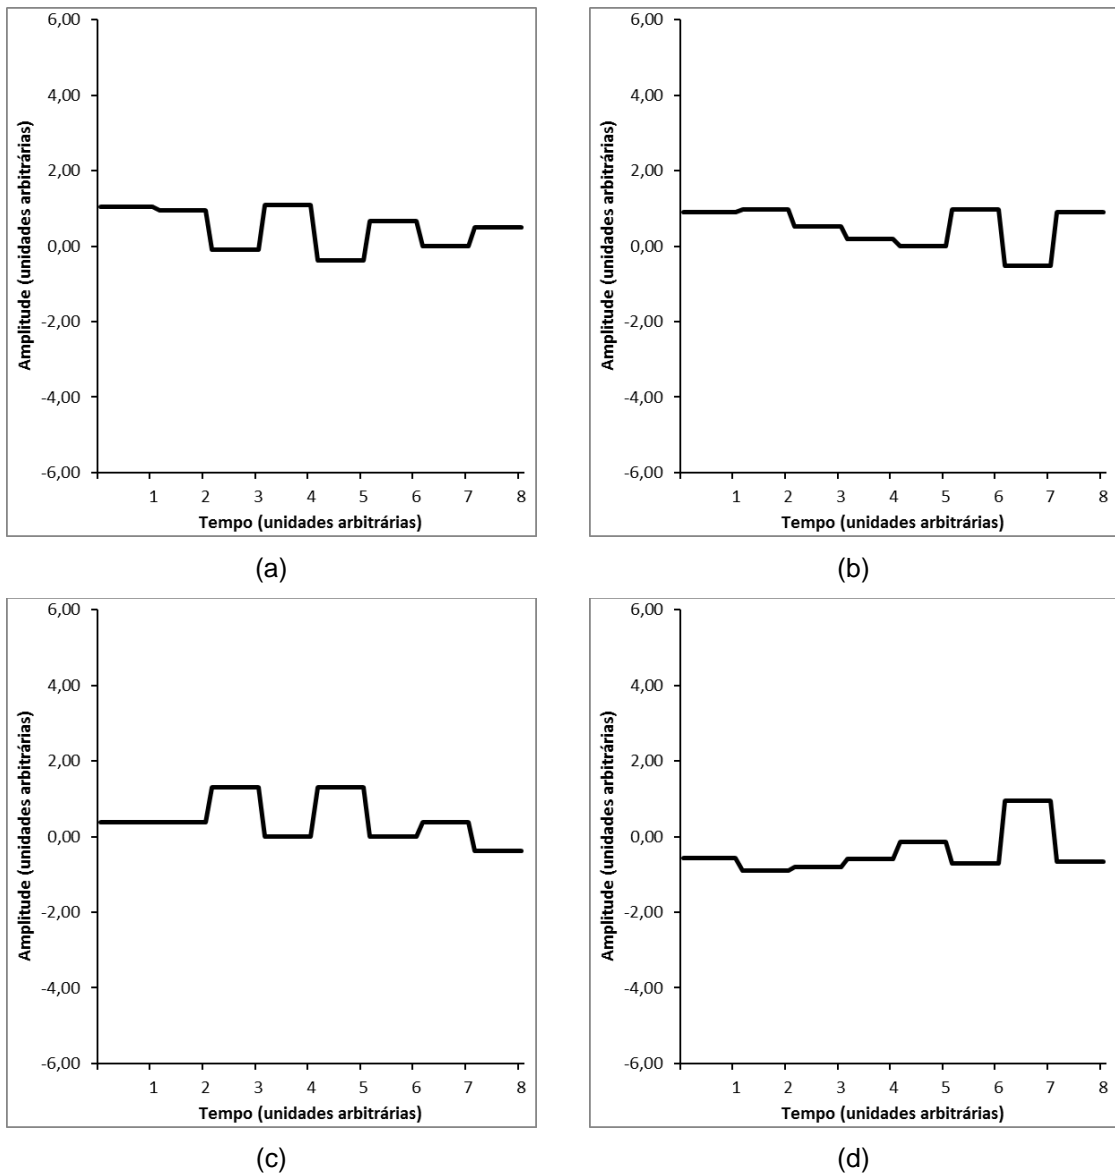 6,00
4,00
2,00
0,00
-2,00
-4,00
-6,00
Amplitude (unidades arbitrárias)
1 2 3 4 5 6 7 8
Tempo (unidades arbitrárias)
(a)
6,00
4,00
2,00
0,00
-2,00
-4,00
-6,00
Amplitude (unidades arbitrárias)
1 2 3 4 5 6 7 8
Tempo (unidades arbitrárias)
(b)
6,00
4,00
2,00
0,00
-2,00
-4,00
-6,00
Amplitude (unidades arbitrárias)
1 2 3 4 5 6 7 8
Tempo (unidades arbitrárias)
(c)
6,00
4,00
2,00
0,00
-2,00
-4,00
-6,00
Amplitude (unidades arbitrárias)
1 2 3 4 5 6 7 8
Tempo (unidades arbitrárias)
(d)